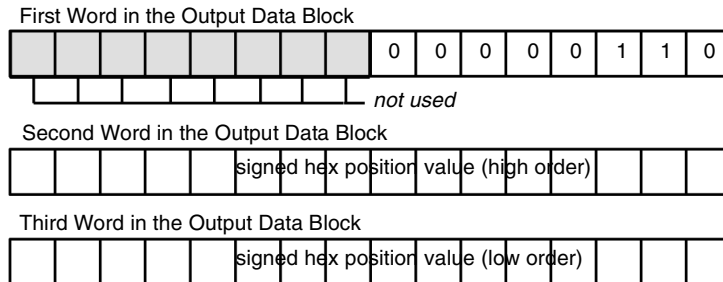 First Word in the Output Data Block
0 0 0 0 0 1 1 0
not used
Second Word in the Output Data Block
signed hex position value (high order)
Third Word in the Output Data Block
signed hex position value (low order)